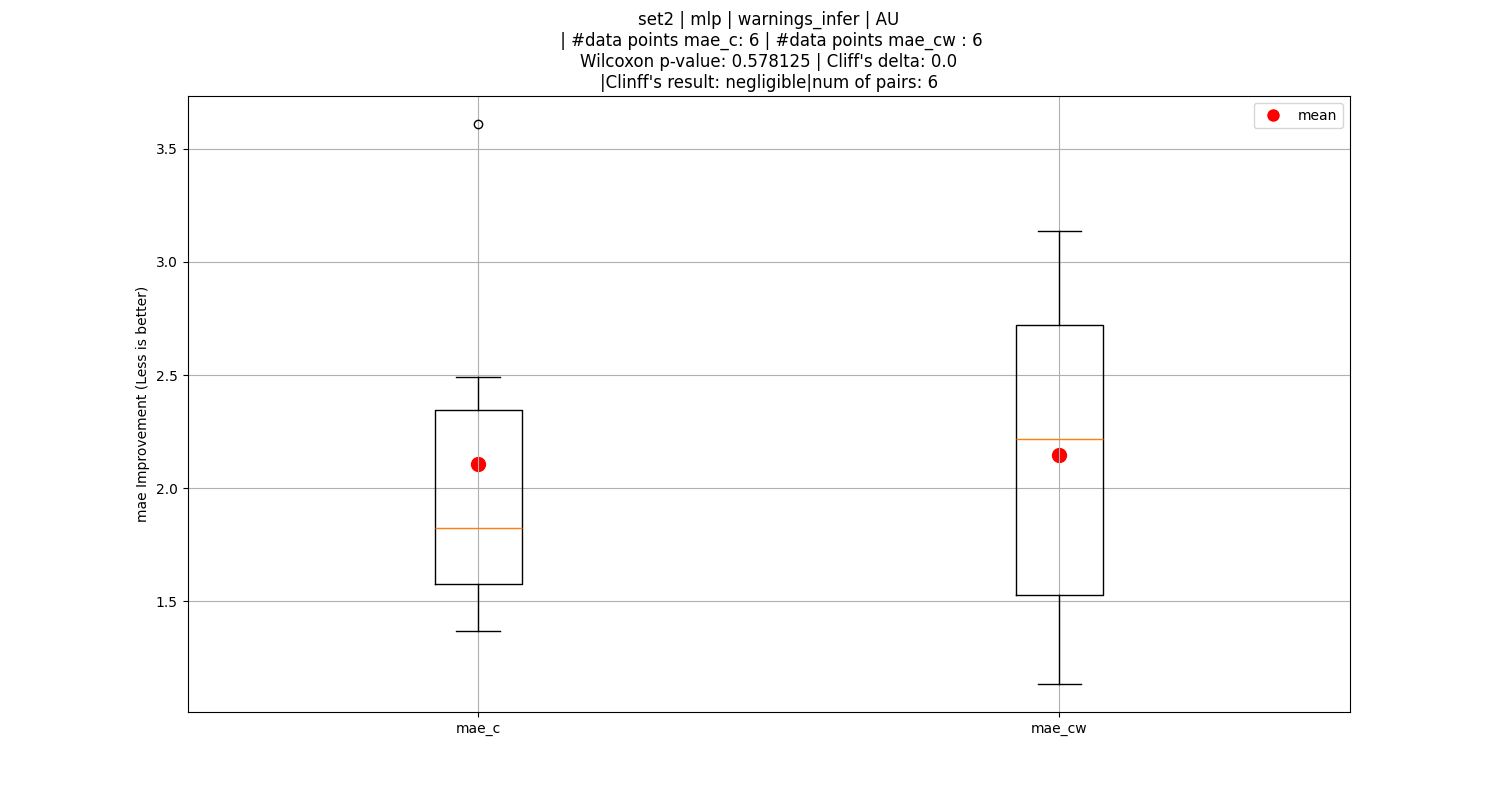 set2 | mlp | warnings_infer | AU
| #data points mae_c: 6 | #data points mae_cw : 6
Wilcoxon p-value: 0.578125 | Cliff's delta: 0.0
|Clinff's result: negligible|num of pairs: 6
mean
3.5
3.0
2.5
2.0
1.5
mae Improvement (Less is better)
mae_c
mae_cw